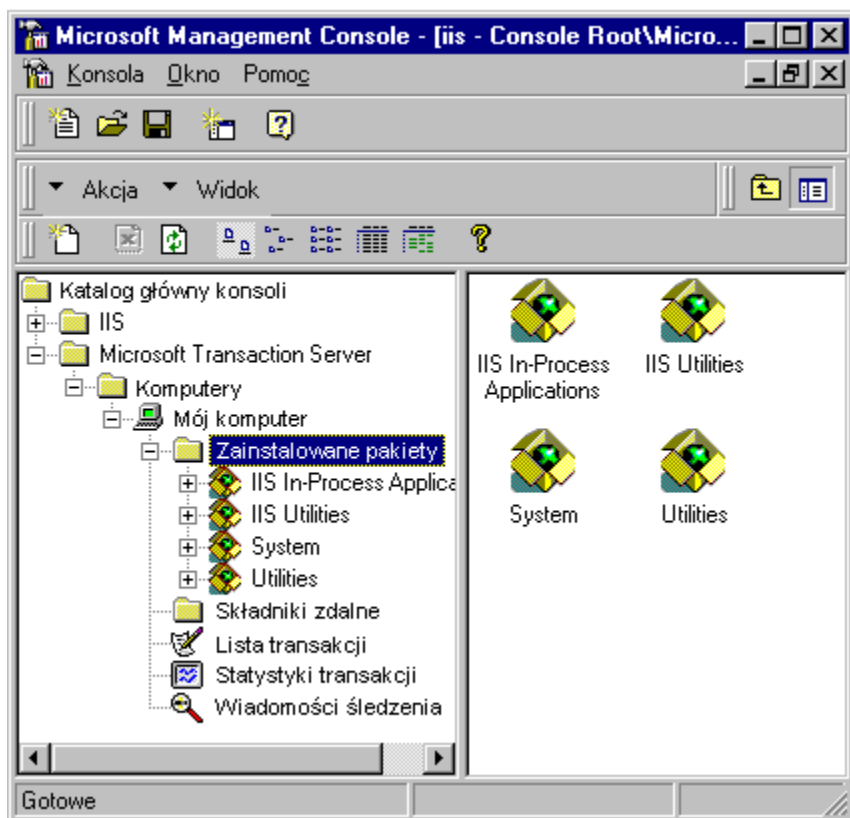 Microsoft Management Console - [iis - Console Root\Micro...
Konsola Okno Pomoc
Akcja Widok
Katalog główny konsoli
IIS
Microsoft Transaction Server
Komputery
Mój komputer
Zainstalowane pakiety
IIS In-Process Applica
IIS Utilities
System
Utilities
Składniki zdalne
Lista transakcji
Statystyki transakcji
Wiadomości śledzenia
IIS In-Process
Applications
IIS Utilities
System
Utilities
Gotowe